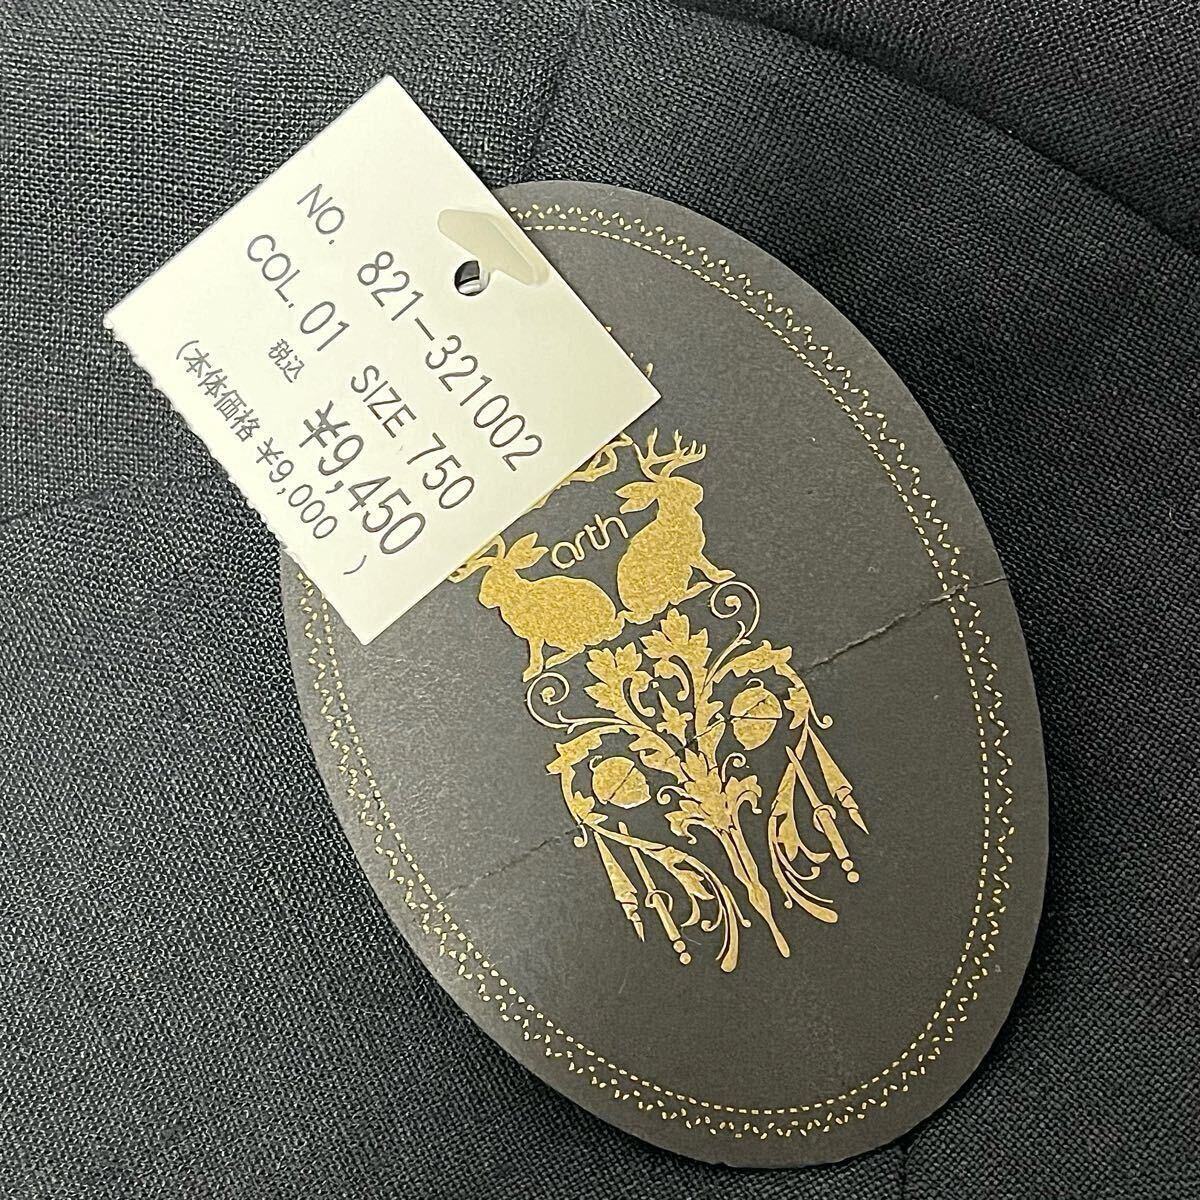 NO. 821-321002
COL. 01 SIZE 750
税込 ¥9,450
(本体価格 ¥9,000 )
arth